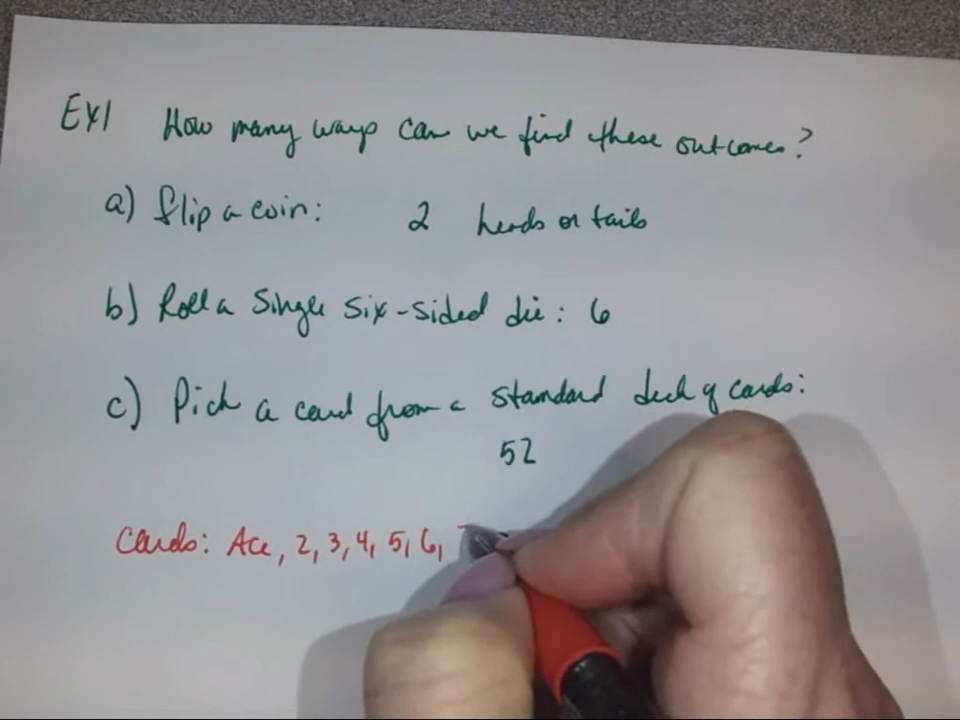 Ex1 How many ways can we find these outcomes?
a) flip a coin: 2 heads or tails
b) Roll a single six-sided die: 6
c) Pick a card from a standard deck of cards:
52
Cards: Ace, 2, 3, 4, 5, 6,